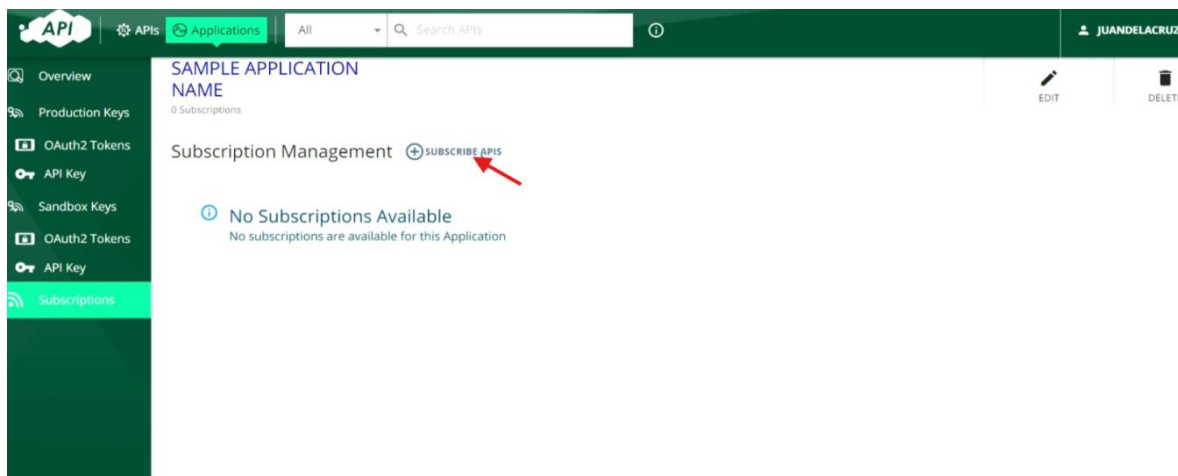 API
APIs
Applications
All
Search APIs
JUANDELACRUZ
Overview
Production Keys
OAuth2 Tokens
API Key
Sandbox Keys
OAuth2 Tokens
API Key
Subscriptions
SAMPLE APPLICATION
NAME
0 Subscriptions
EDIT
DELETE
Subscription Management
SUBSCRIBE APIS
No Subscriptions Available
No subscriptions are available for this Application